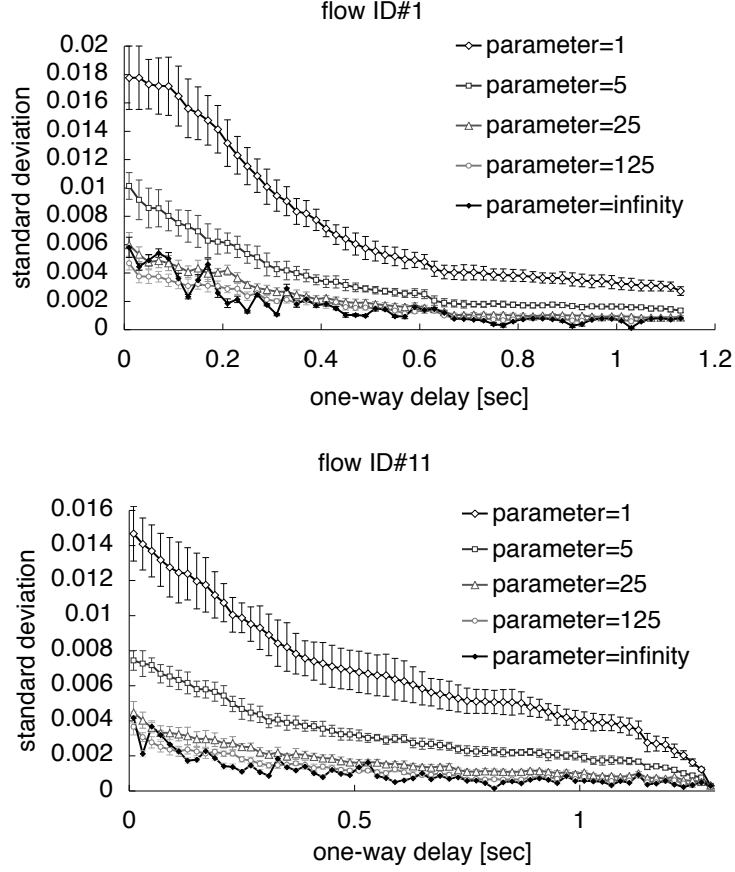 flow ID#1
0.02
0.018
0.016
0.014
0.012
0.01
0.008
0.006
0.004
0.002
0
standard deviation
parameter=1
parameter=5
parameter=25
parameter=125
parameter=infinity
0 0.2 0.4 0.6 0.8 1 1.2
one-way delay [sec]
flow ID#11
0.016
0.014
0.012
0.01
0.008
0.006
0.004
0.002
0
standard deviation
parameter=1
parameter=5
parameter=25
parameter=125
parameter=infinity
0 0.5 1
one-way delay [sec]